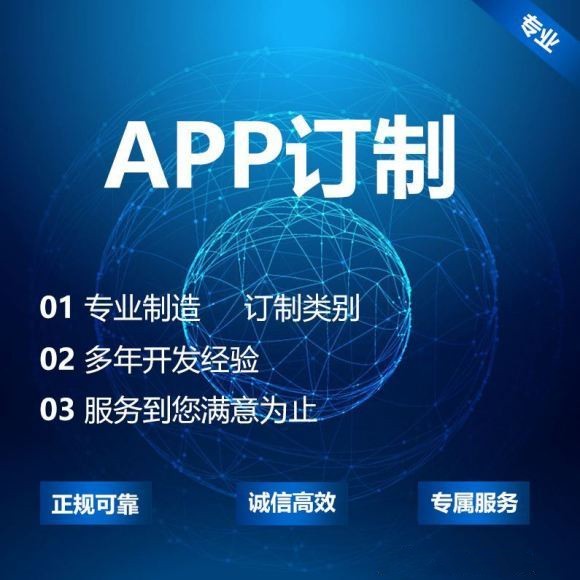 专业
APP订制
01 专业制造 订制类别
02 多年开发经验
03 服务到您满意为止
正规可靠 诚信高效 专属服务